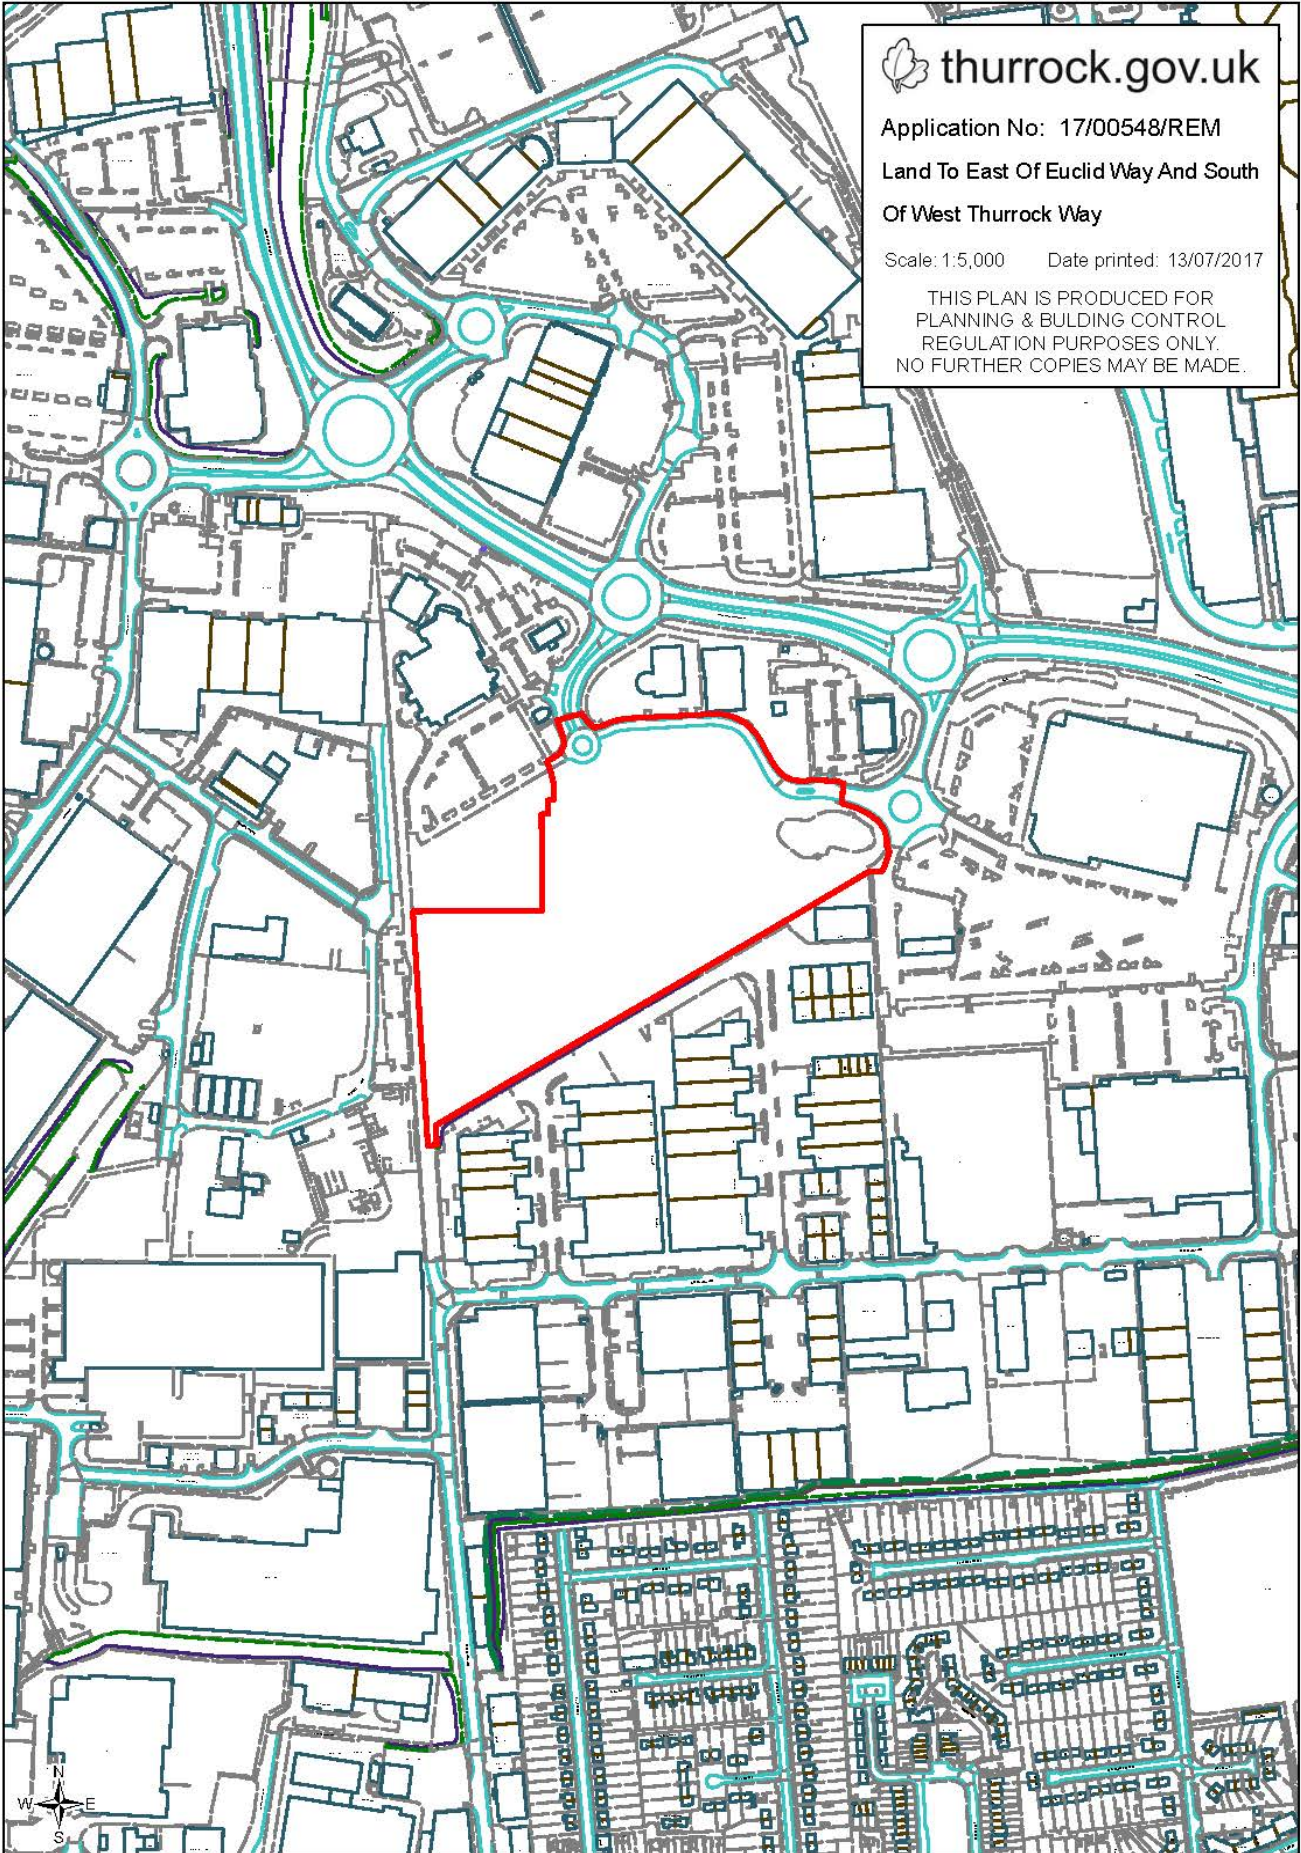 thurrock.gov.uk
Application No: 17/00548/REM
Land To East Of Euclid Way And South
Of West Thurrock Way
Scale: 1:5,000 Date printed: 13/07/2017
THIS PLAN IS PRODUCED FOR
PLANNING & BULDING CONTROL
REGULATION PURPOSES ONLY.
NO FURTHER COPIES MAY BE MADE.
N
W E
S